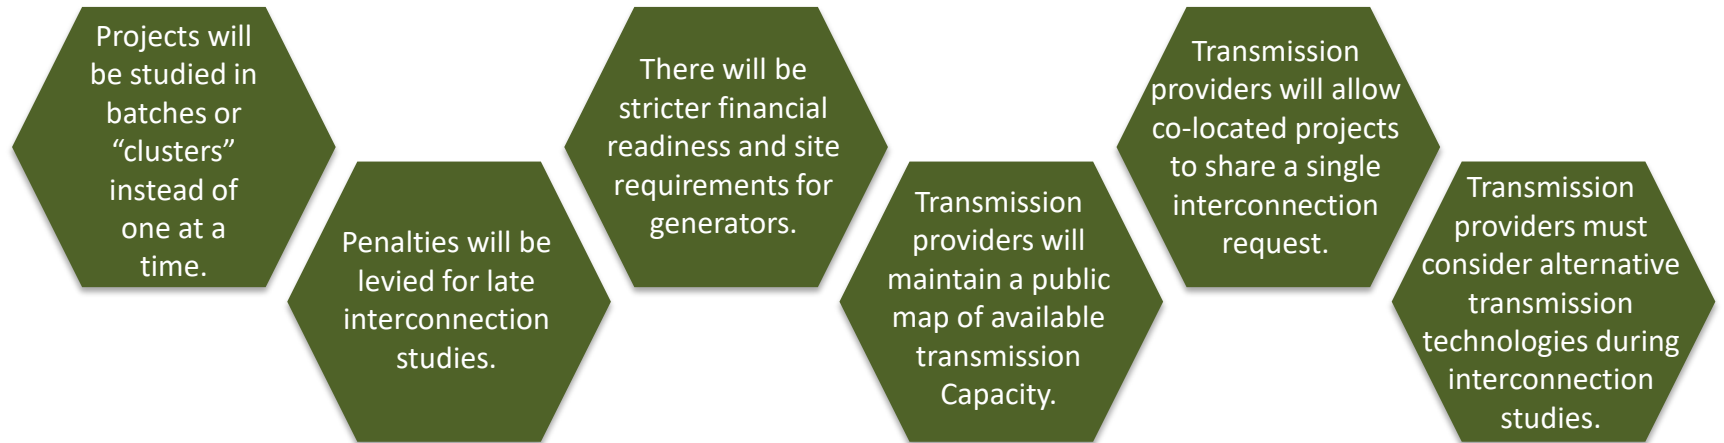 Projects will
be studied in
batches or
“clusters”
instead of
one at a
time.
Penalties will be
levied for late
interconnection
studies.
There will be
stricter financial
readiness and site
requirements for
generators.
Transmission
providers will
maintain a public
map of available
transmission
Capacity.
Transmission
providers will allow
co-located projects
to share a single
interconnection
request.
Transmission
providers must
consider alternative
transmission
technologies during
interconnection
studies.